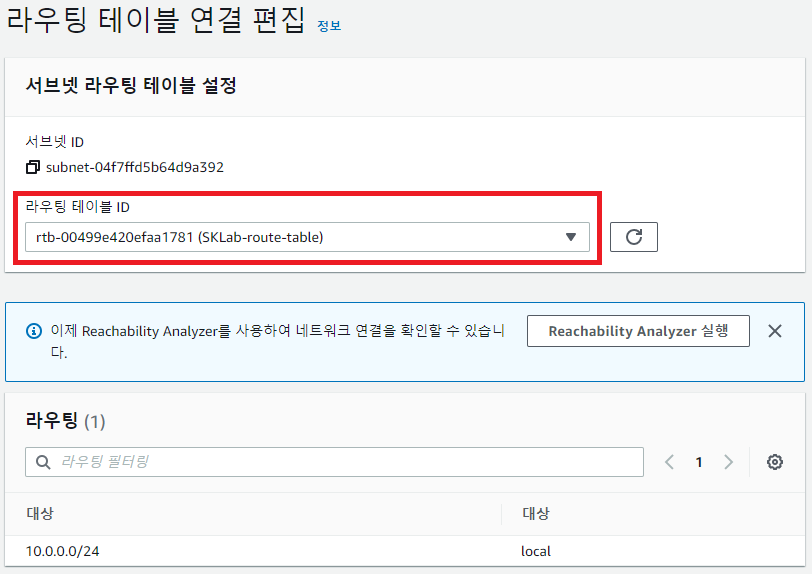 라우팅 테이블 연결 편집 정보
서브넷 라우팅 테이블 설정
서브넷 ID
subnet-04f7ffd5b64d9a392
라우팅 테이블 ID
rtb-00499e420efaa1781 (SKLab-route-table)
이제 Reachability Analyzer를 사용하여 네트워크 연결을 확인할 수 있습니
다.
Reachability Analyzer 실행
라우팅 (1)
라우팅 필터링
1
대상 대상
10.0.0.0/24 local